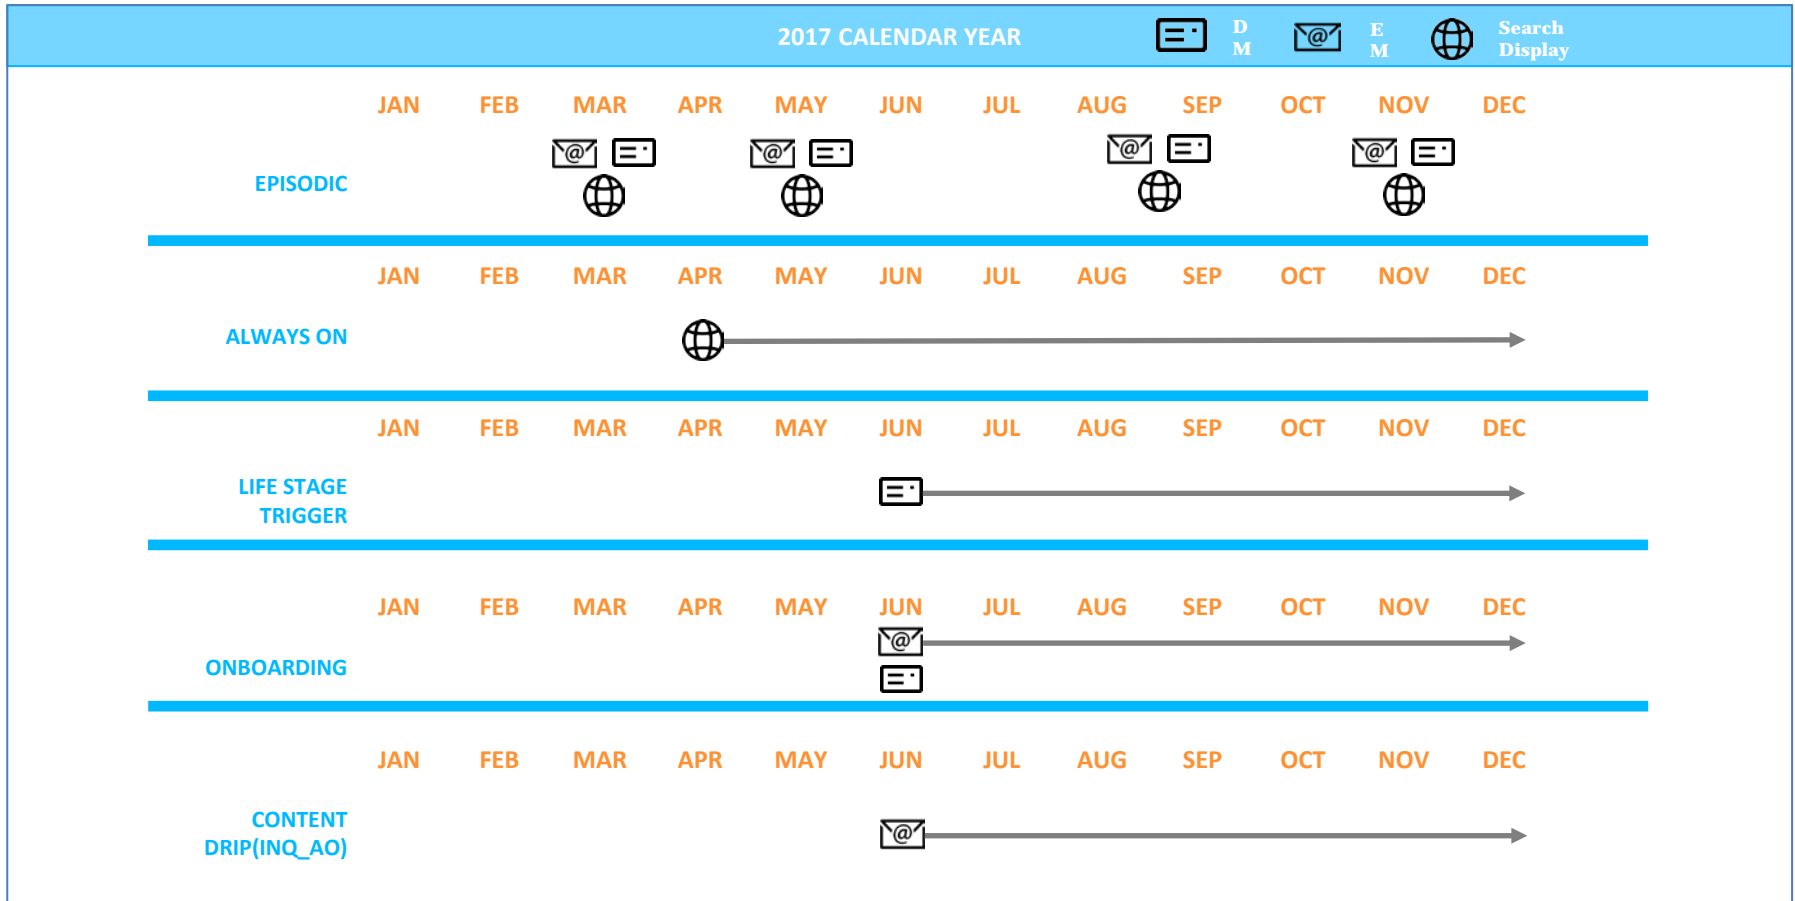 2017 CALENDAR YEAR
D
M
E
M
Search
Display
JAN FEB MAR APR MAY JUN JUL AUG SEP OCT NOV DEC
EPISODIC
JAN FEB MAR APR MAY JUN JUL AUG SEP OCT NOV DEC
ALWAYS ON
JAN FEB MAR APR MAY JUN JUL AUG SEP OCT NOV DEC
LIFE STAGE
TRIGGER
JAN FEB MAR APR MAY JUN JUL AUG SEP OCT NOV DEC
ONBOARDING
JAN FEB MAR APR MAY JUN JUL AUG SEP OCT NOV DEC
CONTENT
DRIP(INQ_AO)